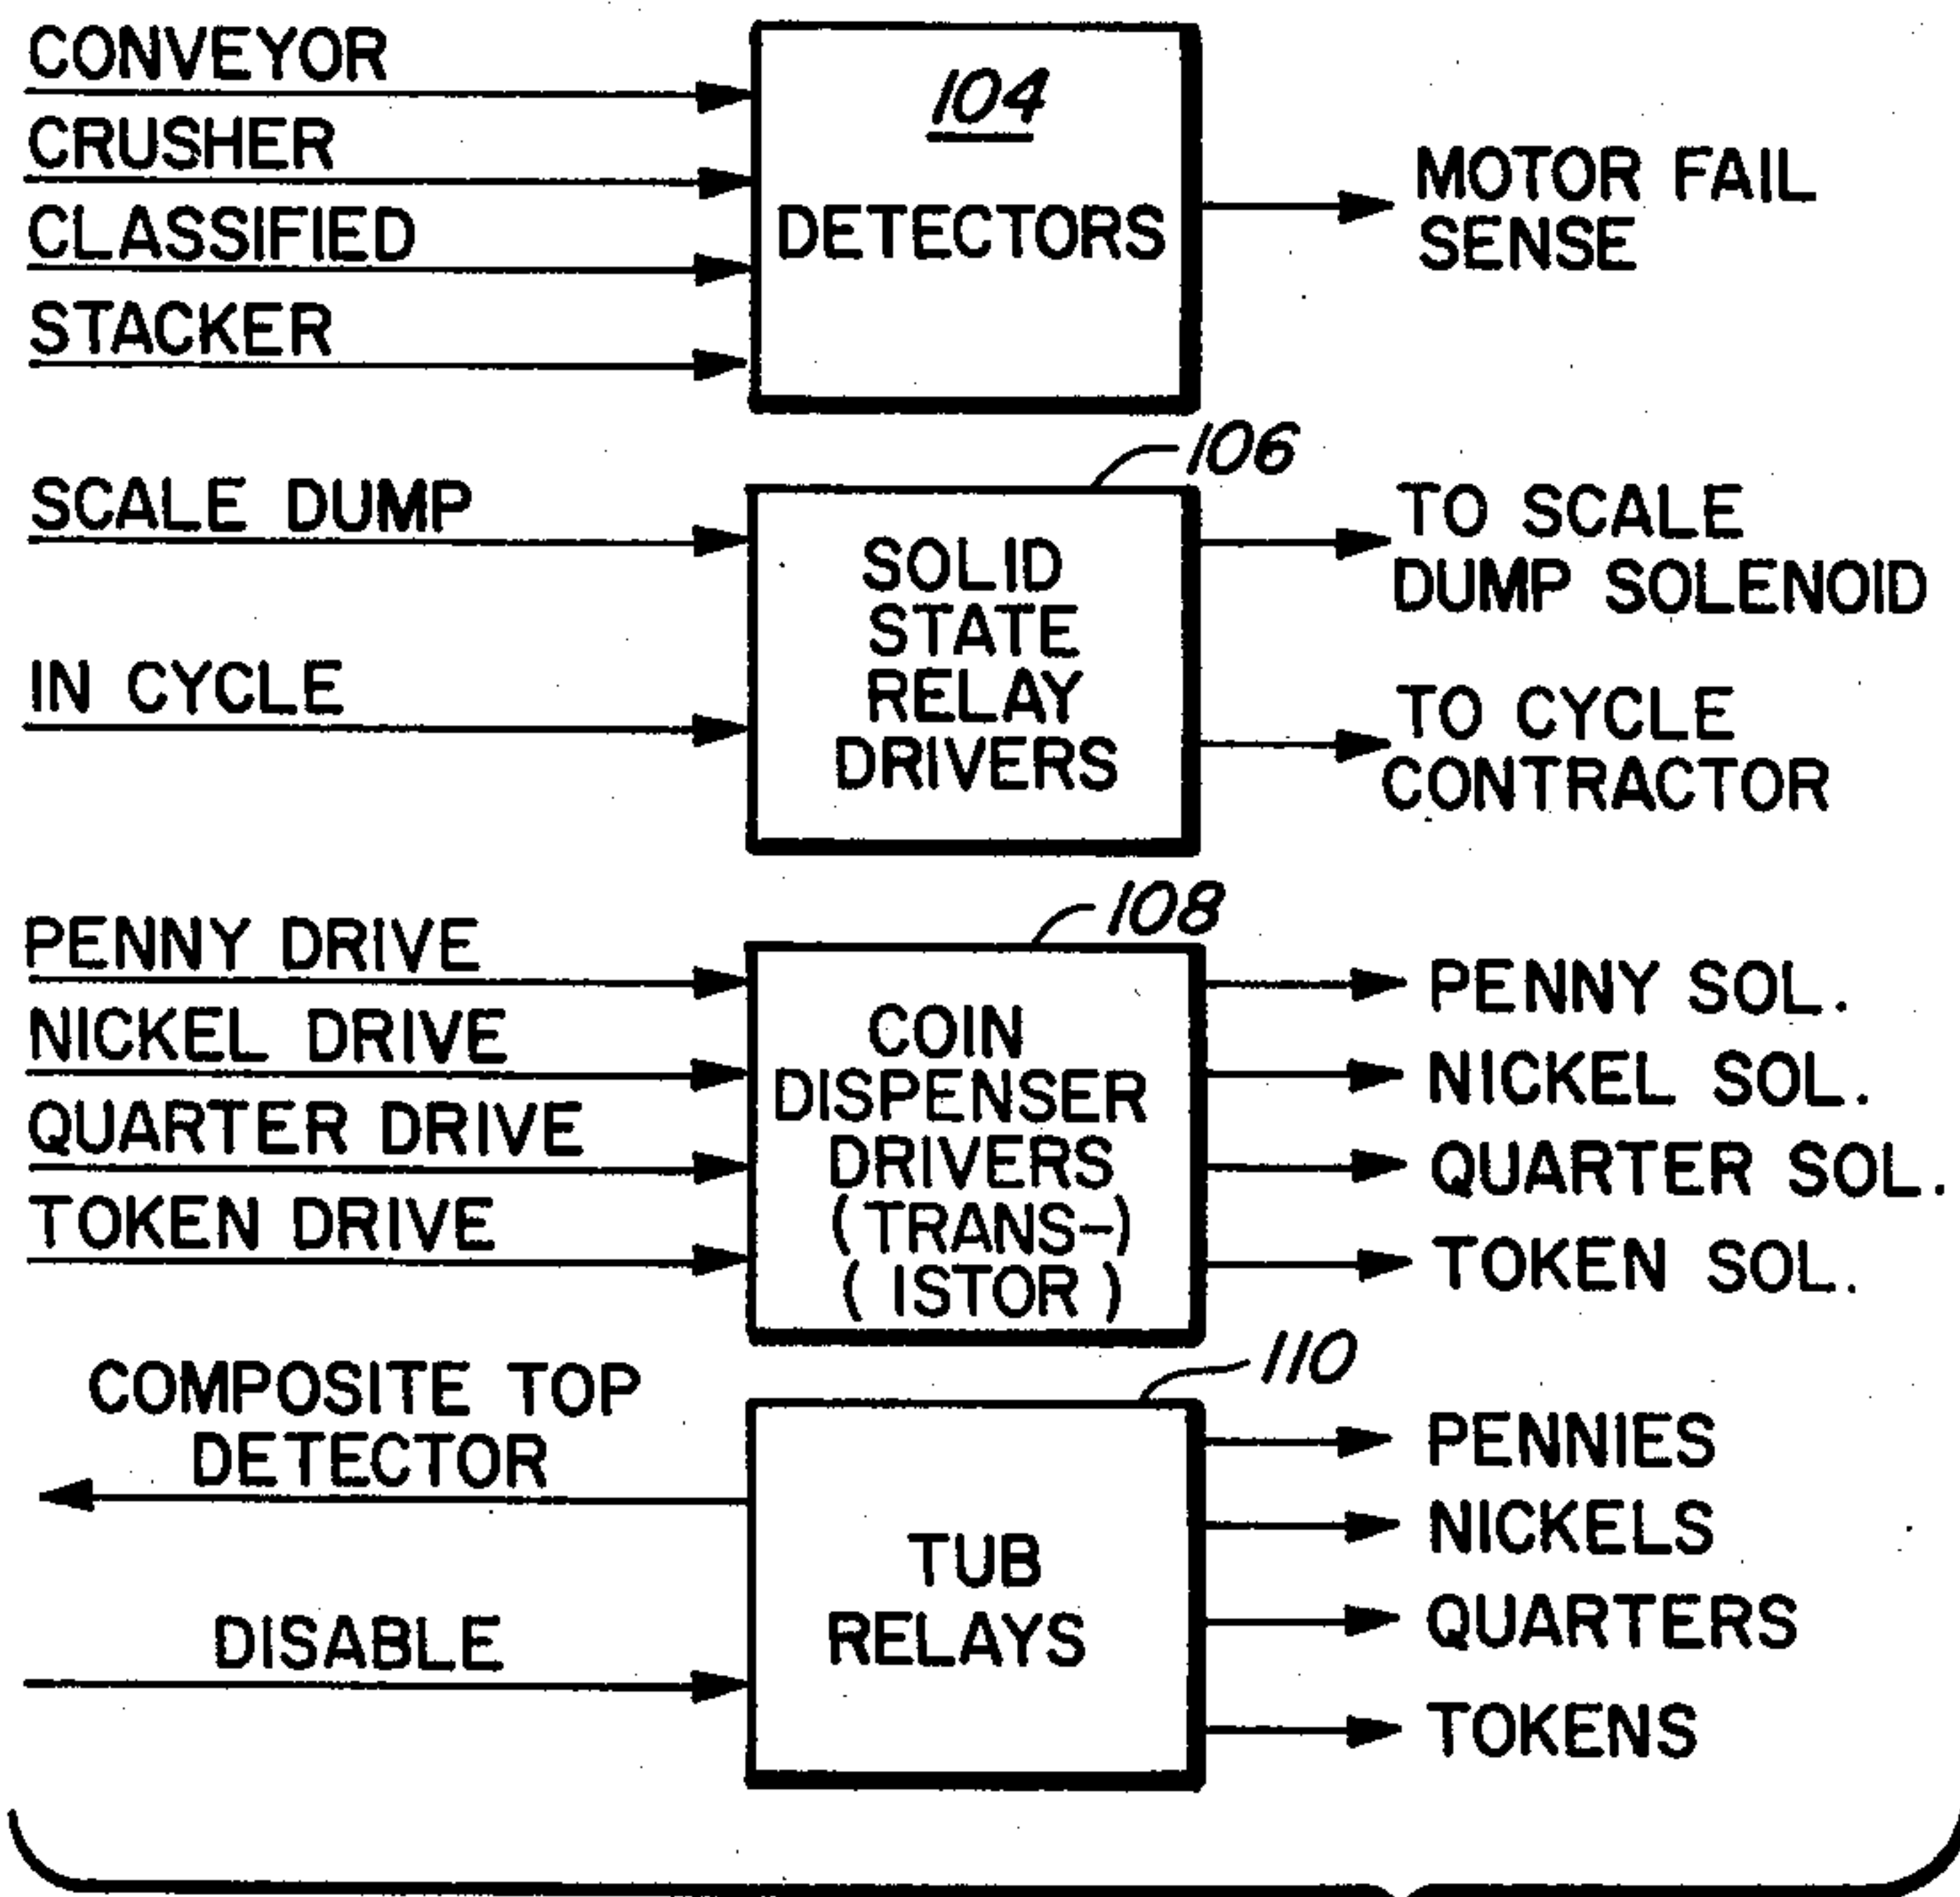 CONVEYOR
CRUSHER
CLASSIFIED
STACKER
104
DETECTORS
MOTOR FAIL
SENSE
106
SCALE DUMP
IN CYCLE
SOLID
STATE
RELAY
DRIVERS
TO SCALE
DUMP SOLENOID
TO CYCLE
CONTRACTOR
108
PENNY DRIVE
NICKEL DRIVE
QUARTER DRIVE
TOKEN DRIVE
COIN
DISPENSER
DRIVERS
(TRANS-)
( ISTOR )
PENNY SOL.
NICKEL SOL.
QUARTER SOL.
TOKEN SOL.
110
COMPOSITE TOP
DETECTOR
DISABLE
TUB
RELAYS
PENNIES
NICKELS
QUARTERS
TOKENS